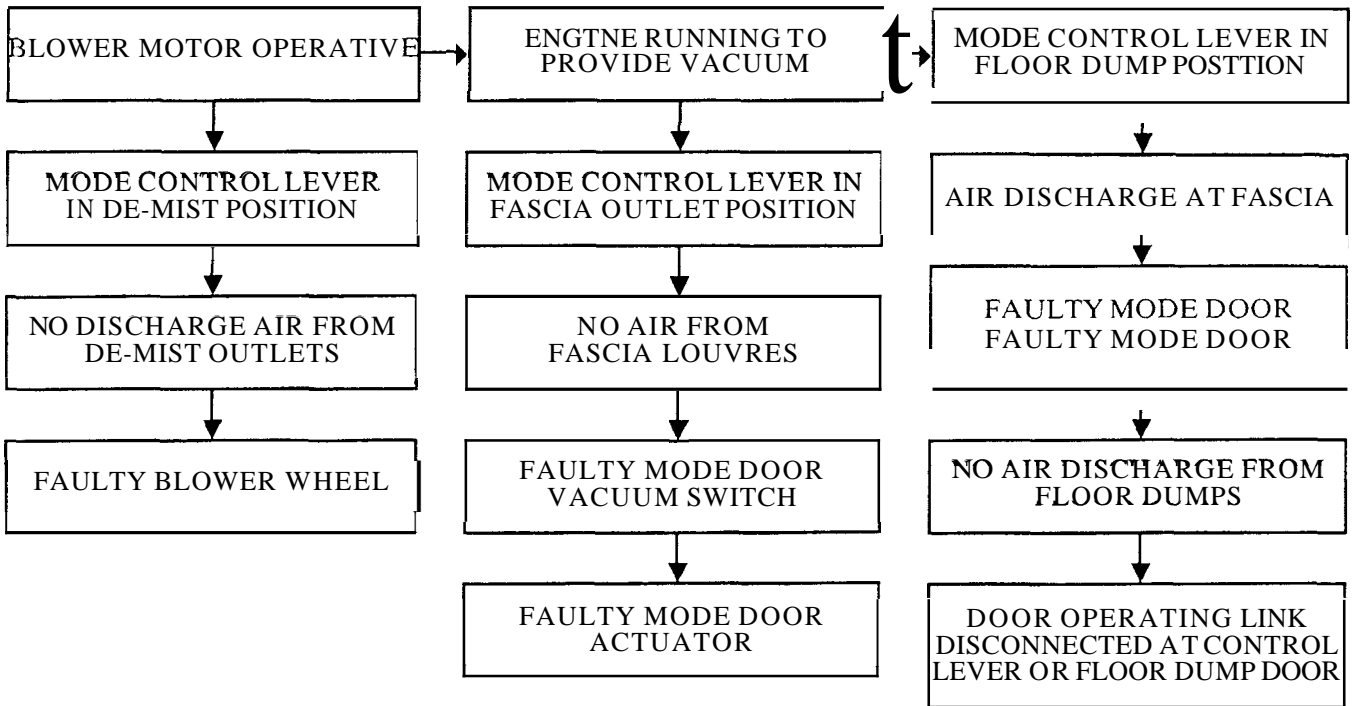 BLOWER MOTOR OPERATIVE
MODE CONTROL LEVER
IN DE-MIST POSITION
NO DISCHARGE AIR FROM
DE-MIST OUTLETS
FAULTY BLOWER WHEEL
ENGTNE RUNNING TO
PROVIDE VACUUM
MODE CONTROL LEVER IN
FASCIA OUTLET POSITION
NO AIR FROM
FASCIA LOUVRES
FAULTY MODE DOOR
VACUUM SWITCH
FAULTY MODE DOOR
ACTUATOR
t
MODE CONTROL LEVER IN
FLOOR DUMP POSTTION
AIR DISCHARGE AT FASCIA
FAULTY MODE DOOR
FAULTY MODE DOOR
NO AIR DISCHARGE FROM
FLOOR DUMPS
DOOR OPERATING LINK
DISCONNECTED AT CONTROL
LEVER OR FLOOR DUMP DOOR